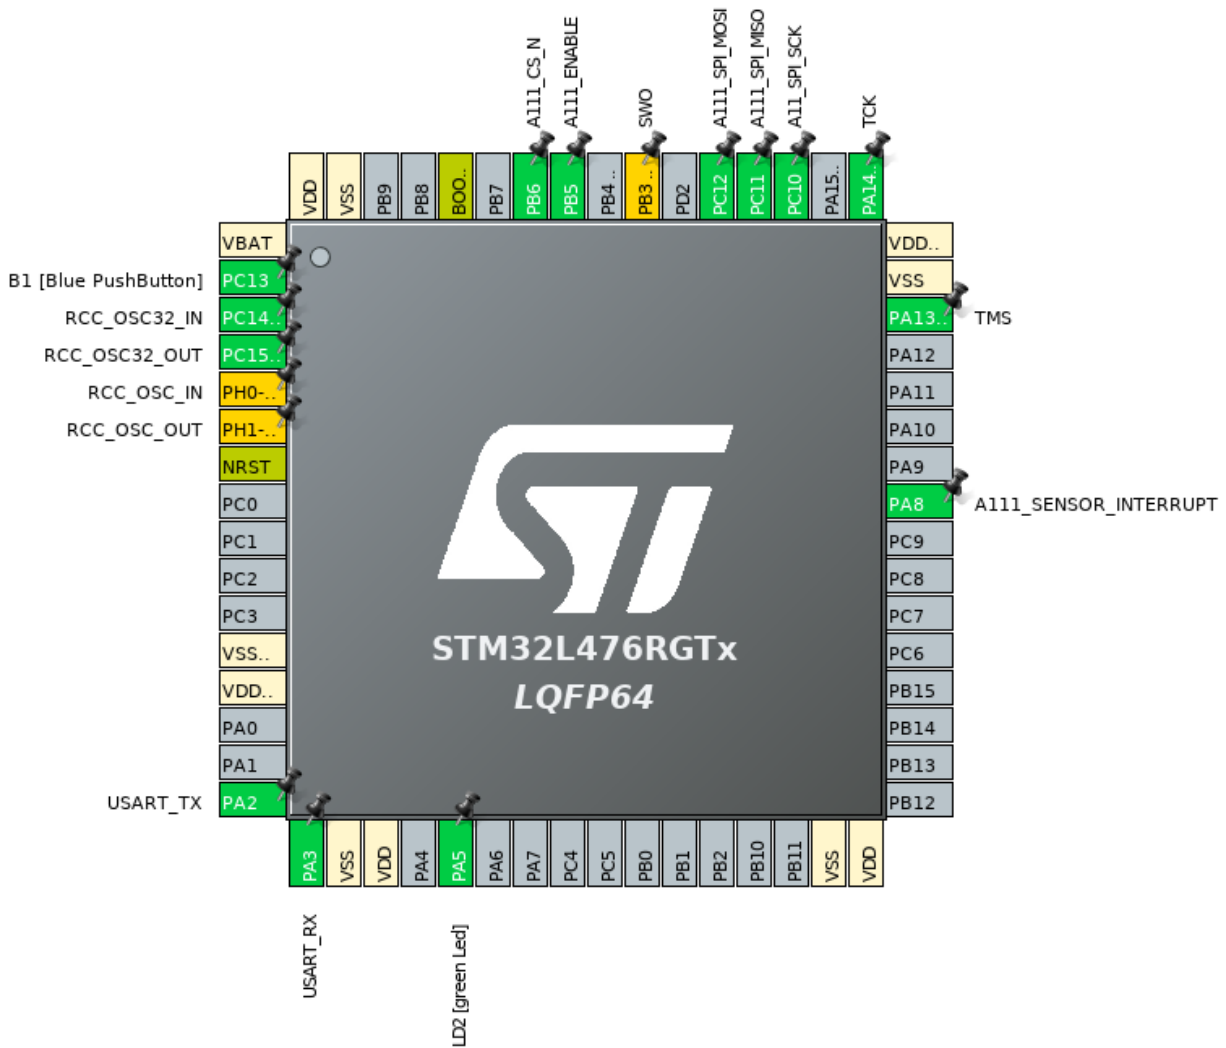 A111_CS_N
A111_ENABLE
SWO
A111_SPI_MOSI
A111_SPI_MISO
A11_SPI_SCK
TCK
VDD
VSS
PB9
PB8
BOO..
PB7
PB6
PB5
PB4 ..
PB3 ..
PD2
PC12
PC11
PC10
PA15..
PA14..
VBAT
B1 [Blue PushButton] PC13
RCC_OSC32_IN PC14..
RCC_OSC32_OUT PC15..
RCC_OSC_IN PH0-..
RCC_OSC_OUT PH1-..
NRST
PC0
PC1
PC2
PC3
VSS..
VDD..
PA0
PA1
USART_TX PA2
ST
STM32L476RGTx
LQFP64
VDD..
VSS
PA13.. TMS
PA12
PA11
PA10
PA9
PA8 A111_SENSOR_INTERRUPT
PC9
PC8
PC7
PC6
PB15
PB14
PB13
PB12
PA3
VSS
VDD
PA4
PA5
PA6
PA7
PC4
PC5
PB0
PB1
PB2
PB10
PB11
VSS
VDD
USART_RX
LD2 [green Led]